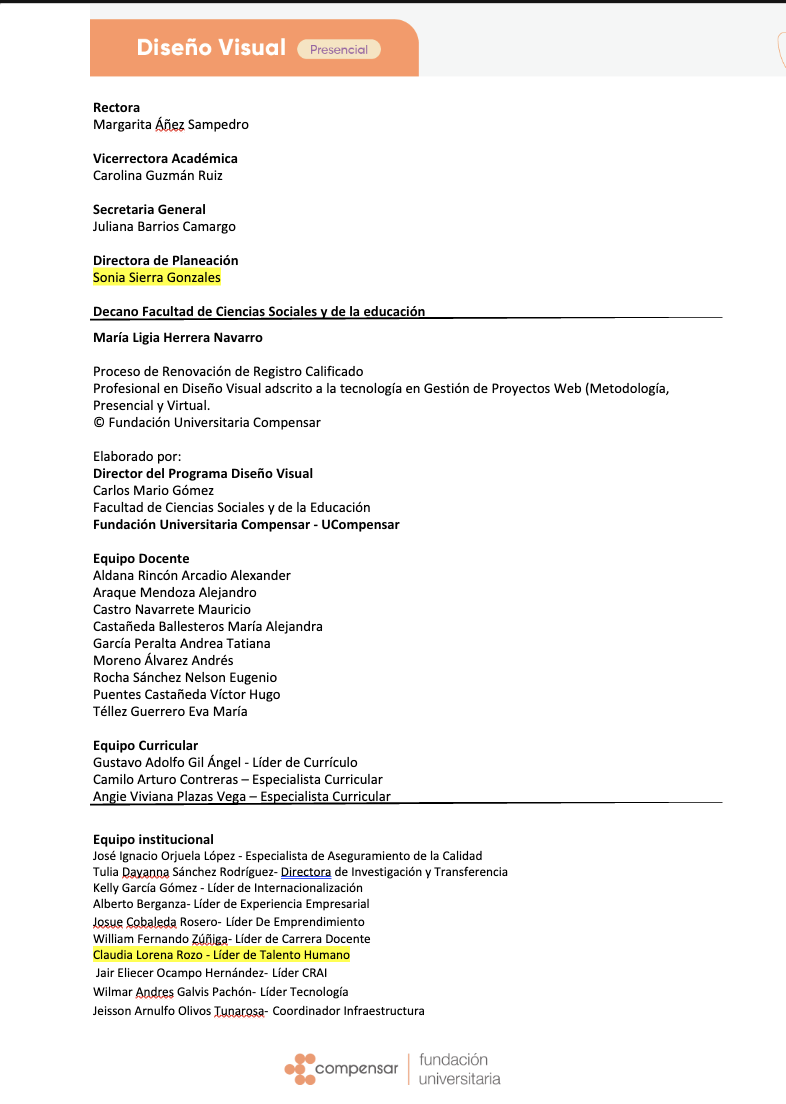 Diseño Visual Presencial
Rectora
Margarita Áñez Sampedro
Vicerrectora Académica
Carolina Guzmán Ruiz
Secretaria General
Juliana Barrios Camargo
Directora de Planeación
Sonia Sierra Gonzales
Decano Facultad de Ciencias Sociales y de la educación
María Ligia Herrera Navarro
Proceso de Renovación de Registro Calificado
Profesional en Diseño Visual adscrito a la tecnología en Gestión de Proyectos Web (Metodología,
Presencial y Virtual.
© Fundación Universitaria Compensar
Elaborado por:
Director del Programa Diseño Visual
Carlos Mario Gómez
Facultad de Ciencias Sociales y de la Educación
Fundación Universitaria Compensar - UCompensar
Equipo Docente
Aldana Rincón Arcadio Alexander
Araque Mendoza Alejandro
Castro Navarrete Mauricio
Castañeda Ballesteros María Alejandra
García Peralta Andrea Tatiana
Moreno Álvarez Andrés
Rocha Sánchez Nelson Eugenio
Puentes Castañeda Víctor Hugo
Téllez Guerrero Eva María
Equipo Curricular
Gustavo Adolfo Gil Ángel - Líder de Currículo
Camilo Arturo Contreras – Especialista Curricular
Angie Viviana Plazas Vega – Especialista Curricular
Equipo institucional
José Ignacio Orjuela López - Especialista de Aseguramiento de la Calidad
Tulia Dayanna Sánchez Rodríguez- Directora de Investigación y Transferencia
Kelly García Gómez - Líder de Internacionalización
Alberto Berganza- Líder de Experiencia Empresarial
Josue Cobaleda Rosero- Líder De Emprendimiento
William Fernando Zúñiga- Líder de Carrera Docente
Claudia Lorena Rozo - Líder de Talento Humano
Jair Eliecer Ocampo Hernández- Líder CRAI
Wilmar Andres Galvis Pachón- Líder Tecnología
Jeisson Arnulfo Olivos Tunarosa- Coordinador Infraestructura
compensar fundación
universitaria